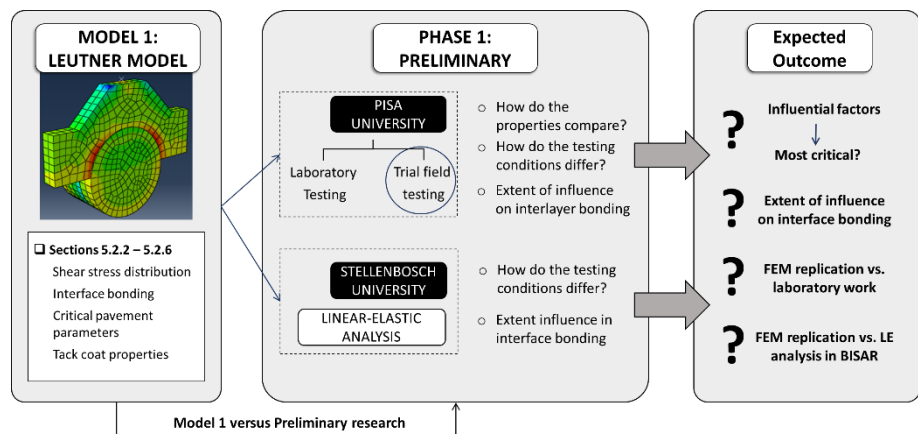 MODEL 1:
LEUTNER MODEL
Sections 5.2.2 – 5.2.6
Shear stress distribution
Interface bonding
Critical pavement
parameters
Tack coat properties
PHASE 1:
PRELIMINARY
PISA
UNIVERSITY
Laboratory
Testing
Trial field
testing
○ How do the
properties compare?
○ How do the testing
conditions differ?
○ Extent of influence
on interlayer bonding
STELLENBOSCH
UNIVERSITY
LINEAR-ELASTIC
ANALYSIS
○ How do the testing
conditions differ?
○ Extent influence in
interface bonding
Expected
Outcome
?
Influential factors
Most critical?
?
Extent of influence
on interface bonding
?
FEM replication vs.
laboratory work
?
FEM replication vs. LE
analysis in BISAR
Model 1 versus Preliminary research